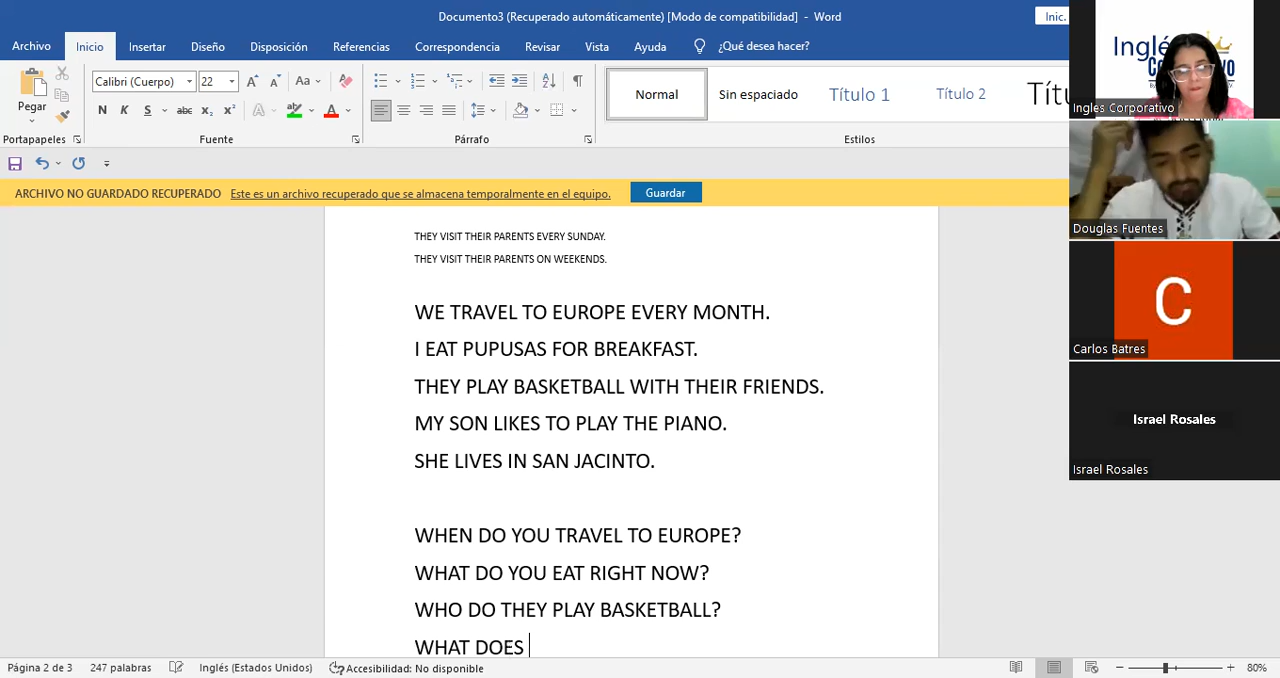 Documento3 (Recuperado automáticamente) [Modo de compatibilidad] - Word
Inic.
Archivo Inicio Insertar Diseño Disposición Referencias Correspondencia Revisar Vista Ayuda ¿Qué desea hacer?
Pegar
Calibri (Cuerpo) 22
Aa
N K S abc x₂ x² A A
Normal
Sin espaciado
Título 1
Título 2
Portapapeles Fuente Párrafo Estilos
ARCHIVO NO GUARDADO RECUPERADO Este es un archivo recuperado que se almacena temporalmente en el equipo. Guardar
THEY VISIT THEIR PARENTS EVERY SUNDAY.
THEY VISIT THEIR PARENTS ON WEEKENDS.
WE TRAVEL TO EUROPE EVERY MONTH.
I EAT PUPUSAS FOR BREAKFAST.
THEY PLAY BASKETBALL WITH THEIR FRIENDS.
MY SON LIKES TO PLAY THE PIANO.
SHE LIVES IN SAN JACINTO.
WHEN DO YOU TRAVEL TO EUROPE?
WHAT DO YOU EAT RIGHT NOW?
WHO DO THEY PLAY BASKETBALL?
WHAT DOES
Página 2 de 3 247 palabras Inglés (Estados Unidos) Accesibilidad: No disponible 80%
Ingles Corporativo
Douglas Fuentes
C
Carlos Batres
Israel Rosales
Israel Rosales